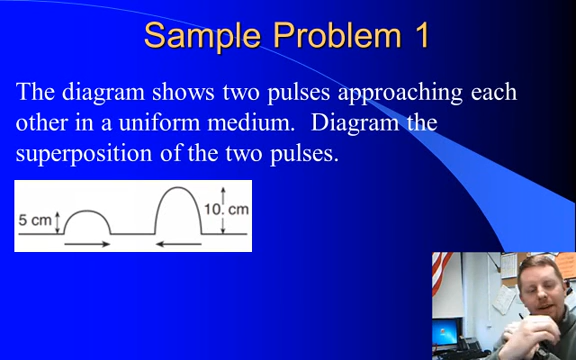 Sample Problem 1
The diagram shows two pulses approaching each
other in a uniform medium.  Diagram the
superposition of the two pulses.
5 cm
10. cm